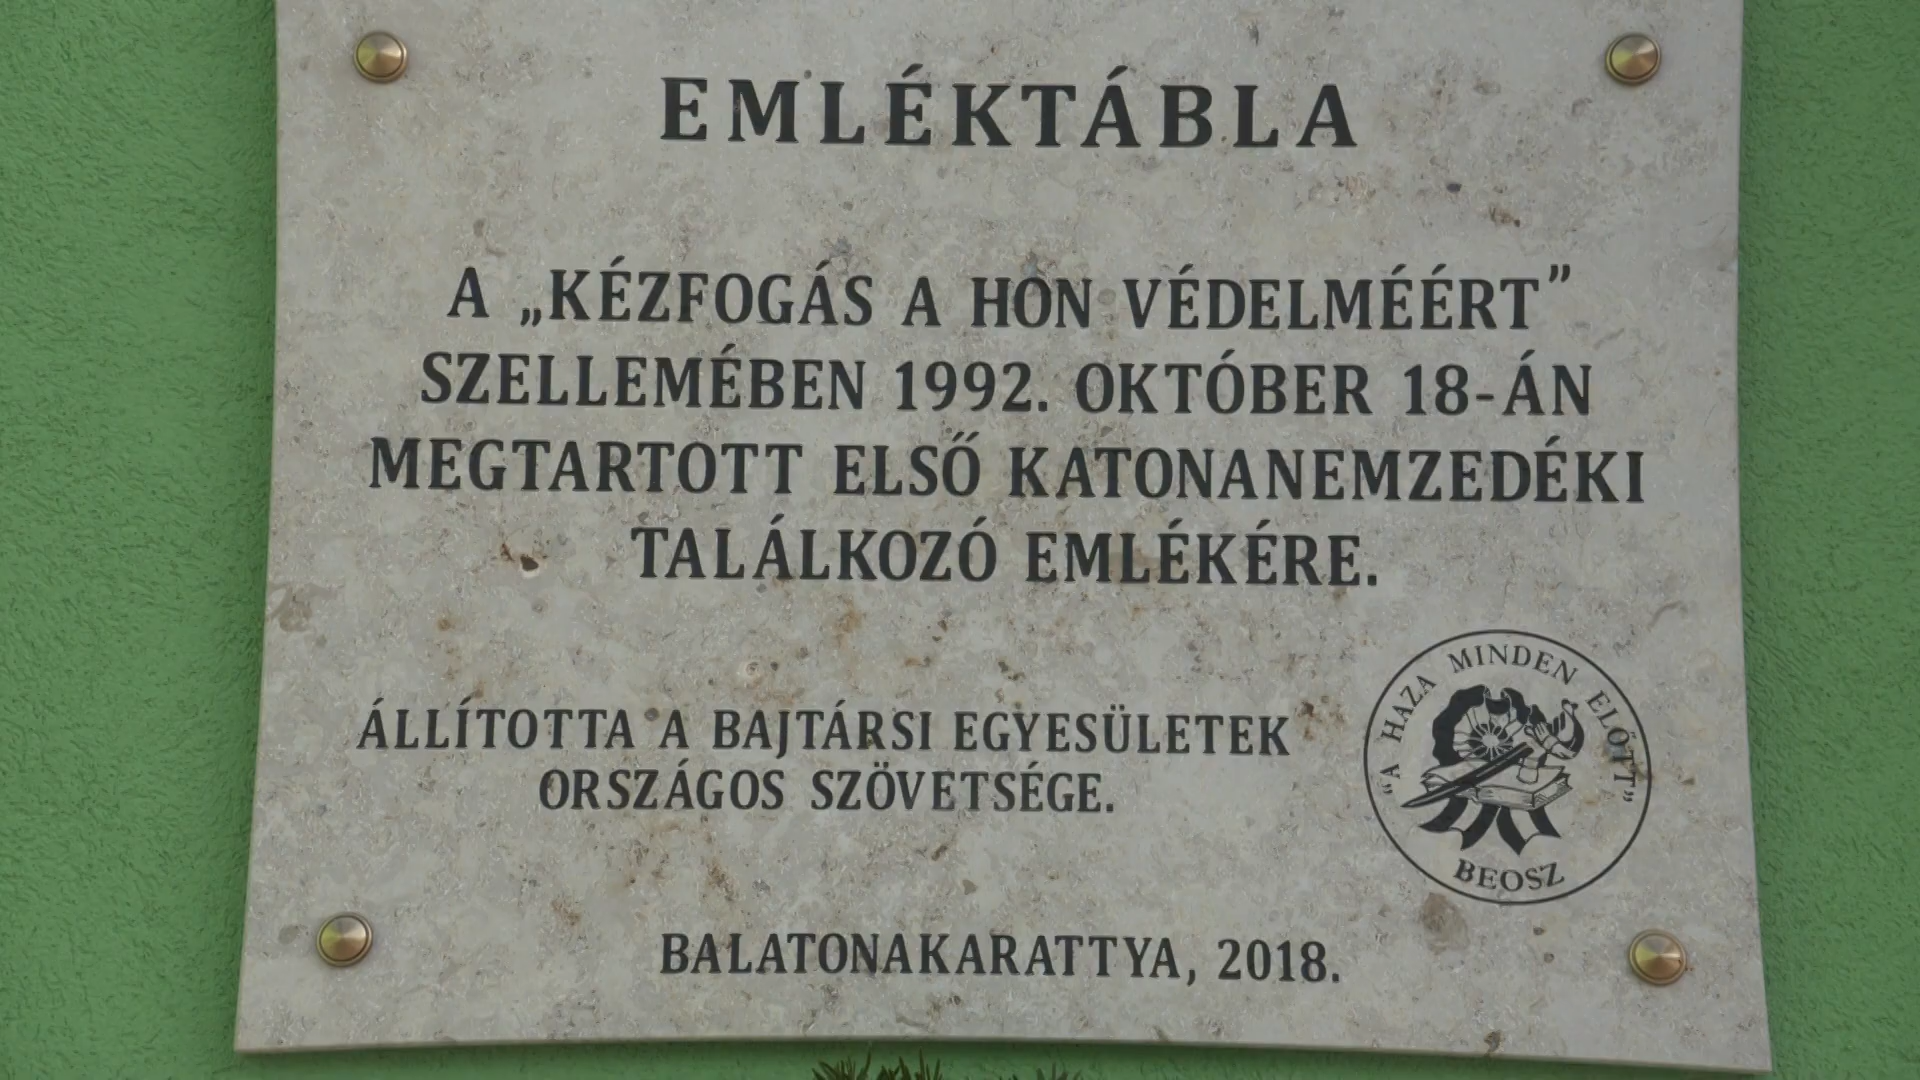 EMLÉKTÁBLA
A „KÉZFOGÁS A HON VÉDELMÉÉRT”
SZELLEMÉBEN 1992. OKTÓBER 18-ÁN
MEGTARTOTT ELSŐ KATONANEMZEDÉKI
TALÁLKOZÓ EMLÉKÉRE.
ÁLLÍTOTTA A BAJTÁRSI EGYESÜLETEK
ORSZÁGOS SZÖVETSÉGE.
“A HAZA MINDEN ELŐTT”
BEOSZ
BALATONAKARATTYA, 2018.